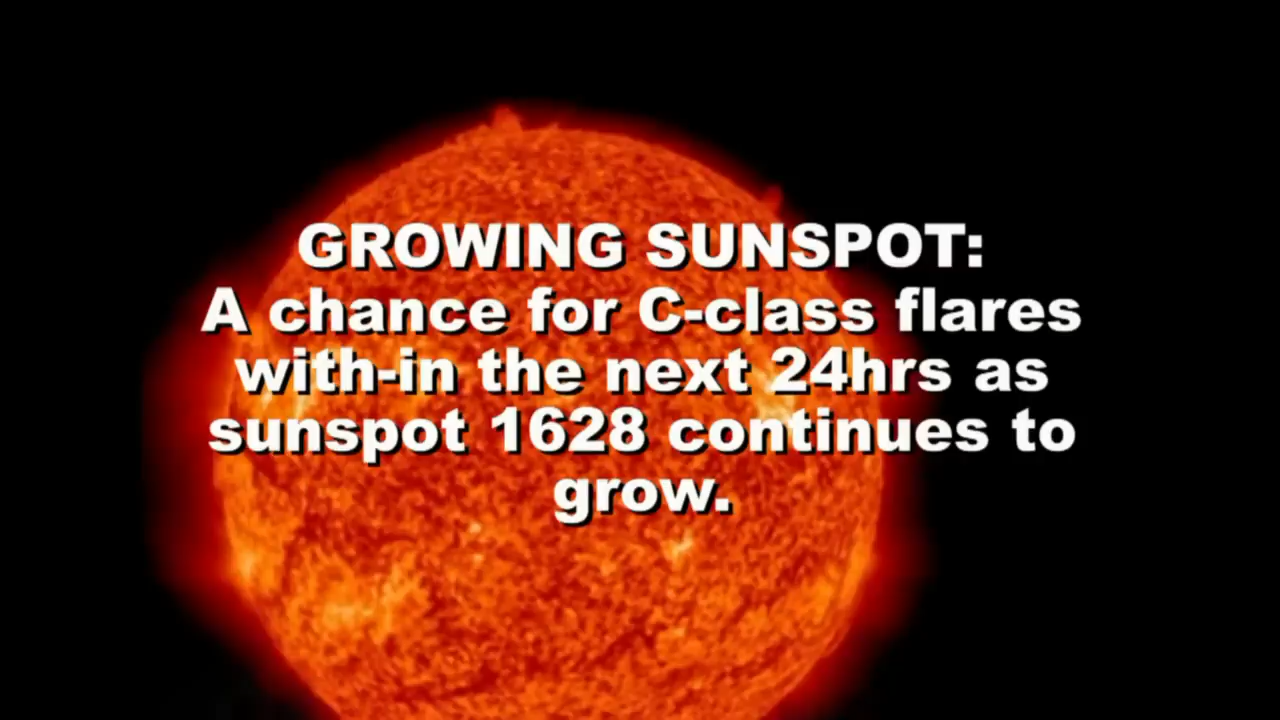 GROWING SUNSPOT:
A chance for C-class flares
with-in the next 24hrs as
sunspot 1628 continues to
grow.